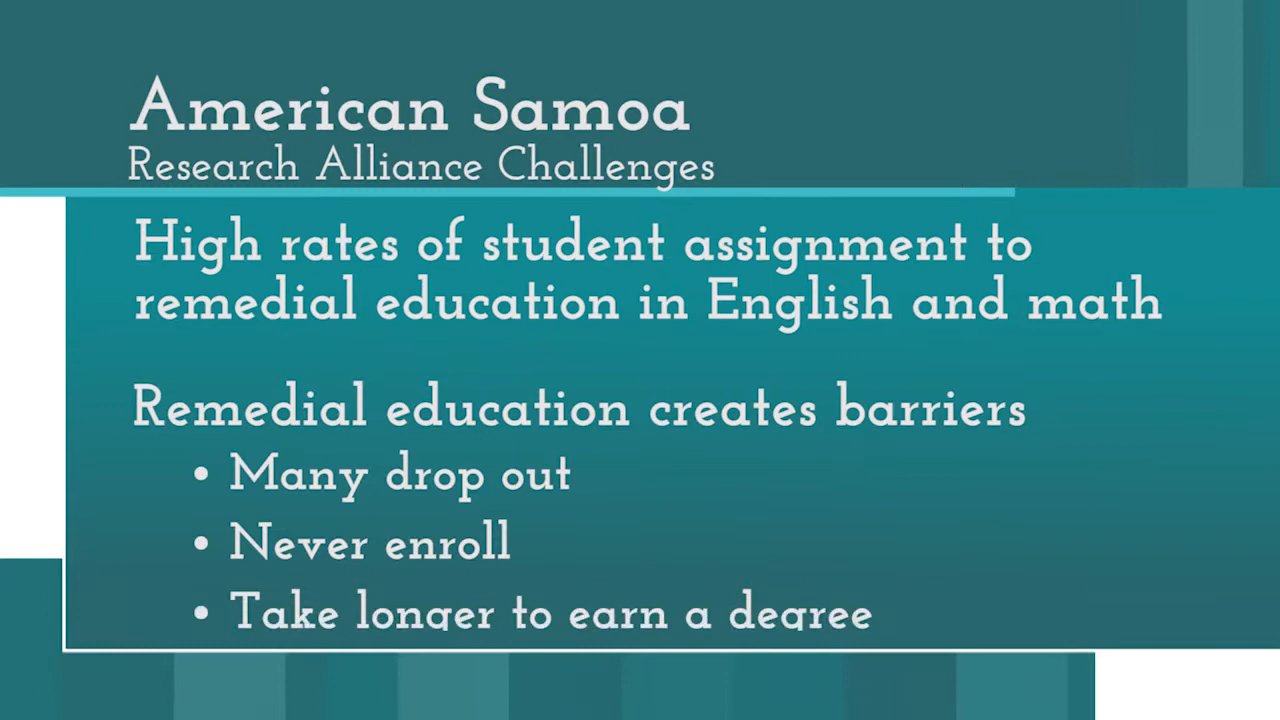 American Samoa
Research Alliance Challenges
High rates of student assignment to
remedial education in English and math
Remedial education creates barriers
• Many drop out
• Never enroll
• Take longer to earn a degree